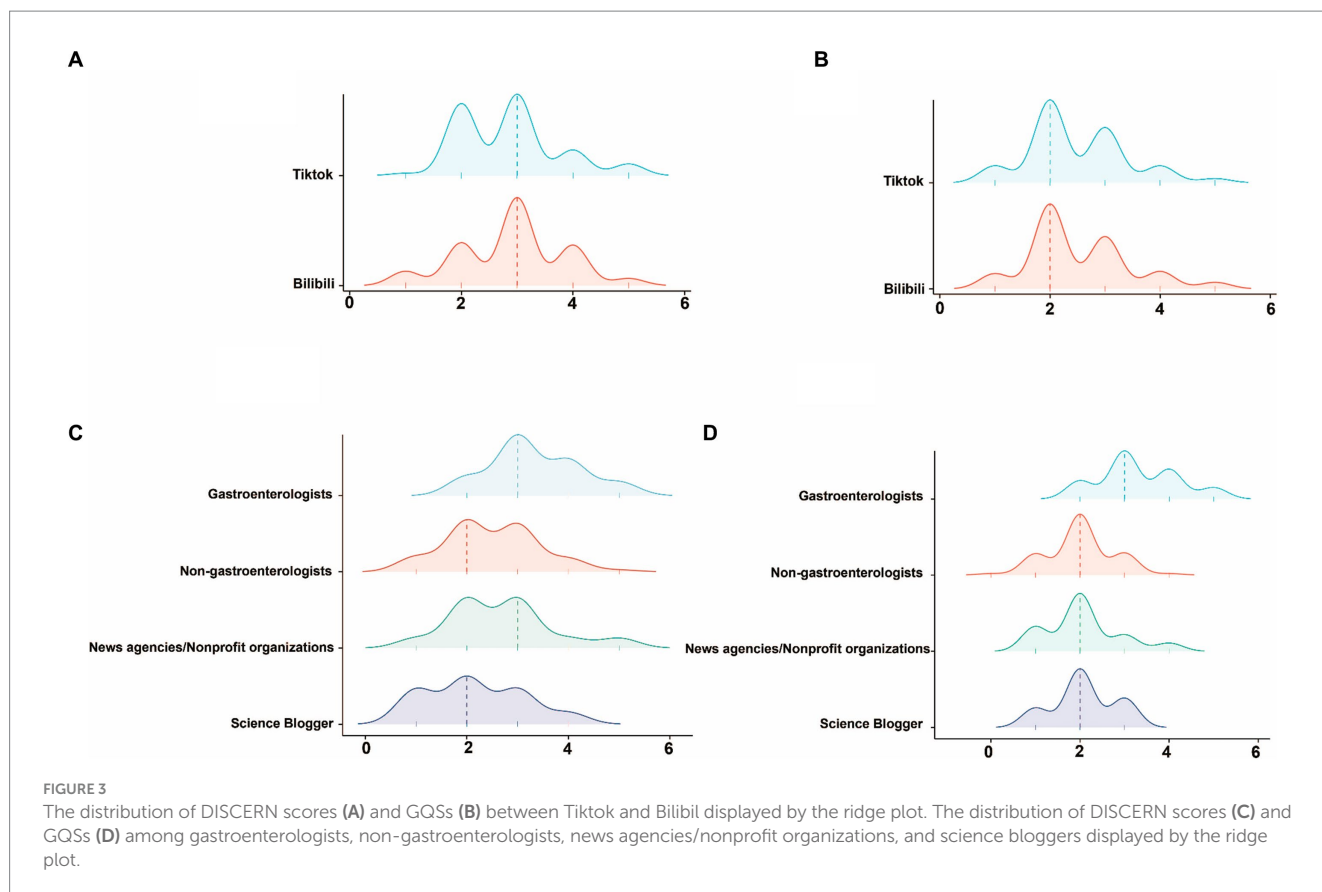 A
Tiktok
Bilibili
0 2 4 6
B
Tiktok
Bilibili
0 2 4 6
C
Gastroenterologists
Non-gastroenterologists
News agencies/Nonprofit organizations
Science Blogger
0 2 4 6
D
Gastroenterologists
Non-gastroenterologists
News agencies/Nonprofit organizations
Science Blogger
0 2 4 6
FIGURE 3
The distribution of DISCERN scores (A) and GQSs (B) between Tiktok and Bilibil displayed by the ridge plot. The distribution of DISCERN scores (C) and
GQSs (D) among gastroenterologists, non-gastroenterologists, news agencies/nonprofit organizations, and science bloggers displayed by the ridge
plot.